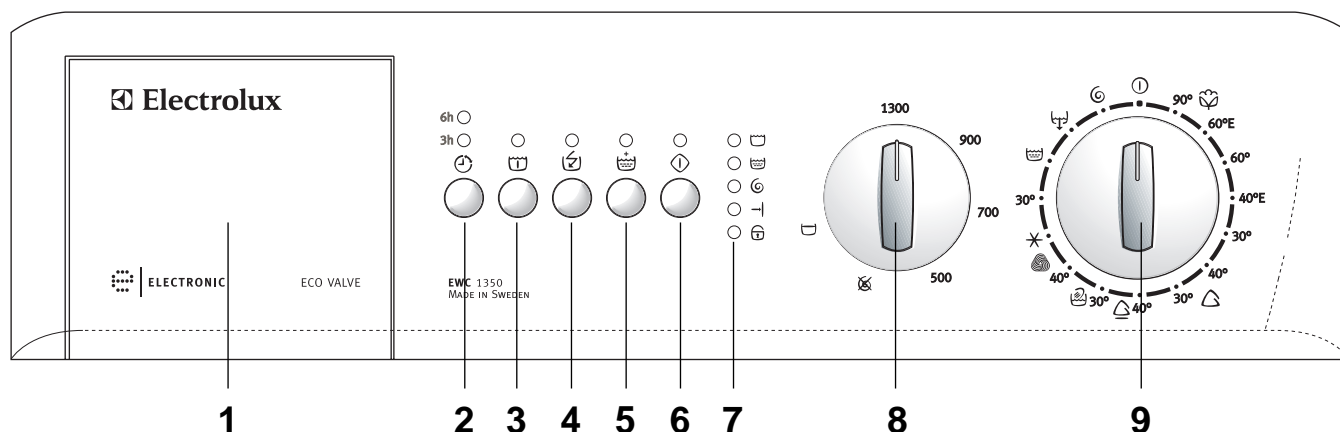 Electrolux
ELECTRONIC
ECO VALVE
6h
3h
EWC 1350
MADE IN SWEDEN
1300
900
700
500
90°
60°E
60°
40°E
30°
40°
30°
40°
30°
40°
30°
1 2 3 4 5 6 7 8 9